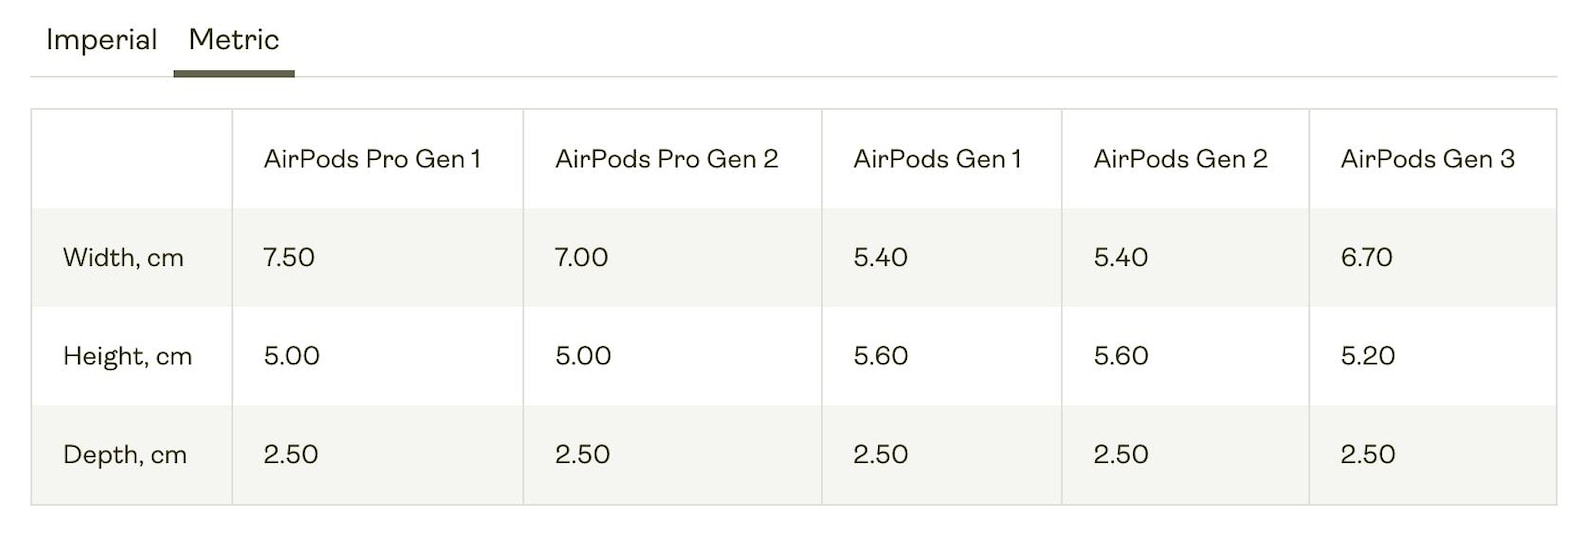 Imperial Metric
AirPods Pro Gen 1 AirPods Pro Gen 2 AirPods Gen 1 AirPods Gen 2 AirPods Gen 3
Width, cm 7.50 7.00 5.40 5.40 6.70
Height, cm 5.00 5.00 5.60 5.60 5.20
Depth, cm 2.50 2.50 2.50 2.50 2.50